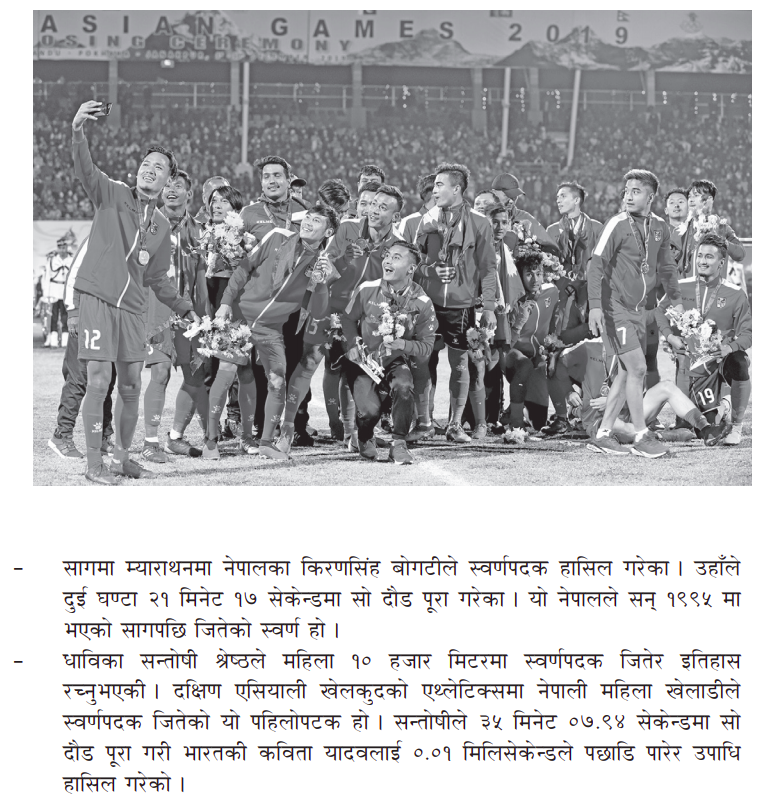 ASIAN GAMES 2019
OSING CEREMONY
12
7
19
– सागमा म्याराथनमा नेपालका किरणसिंह बोगटीले स्वर्णपदक हासिल गरेका । उहाँले
दुई घण्टा २१ मिनेट १७ सेकेन्डमा सो दौड पूरा गरेका । यो नेपालले सन् १९९५ मा
भएको सागपछि जितेको स्वर्ण हो ।
– धाविका सन्तोषी श्रेष्ठले महिला १० हजार मिटरमा स्वर्णपदक जितेर इतिहास
रच्नुभएकी । दक्षिण एसियाली खेलकुदको एथ्लेटिक्समा नेपाली महिला खेलाडीले
स्वर्णपदक जितेको यो पहिलोपटक हो । सन्तोषीले ३५ मिनेट ०७.९४ सेकेन्डमा सो
दौड पूरा गरी भारतकी कविता यादवलाई ०.०१ मिलिसेकेन्डले पछाडि पारेर उपाधि
हासिल गरेको ।